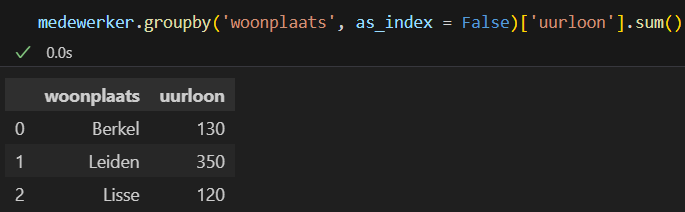 medewerker.groupby('woonplaats', as_index = False)['uurloon'].sum()
0.0s
woonplaats uurloon
0 Berkel 130
1 Leiden 350
2 Lisse 120